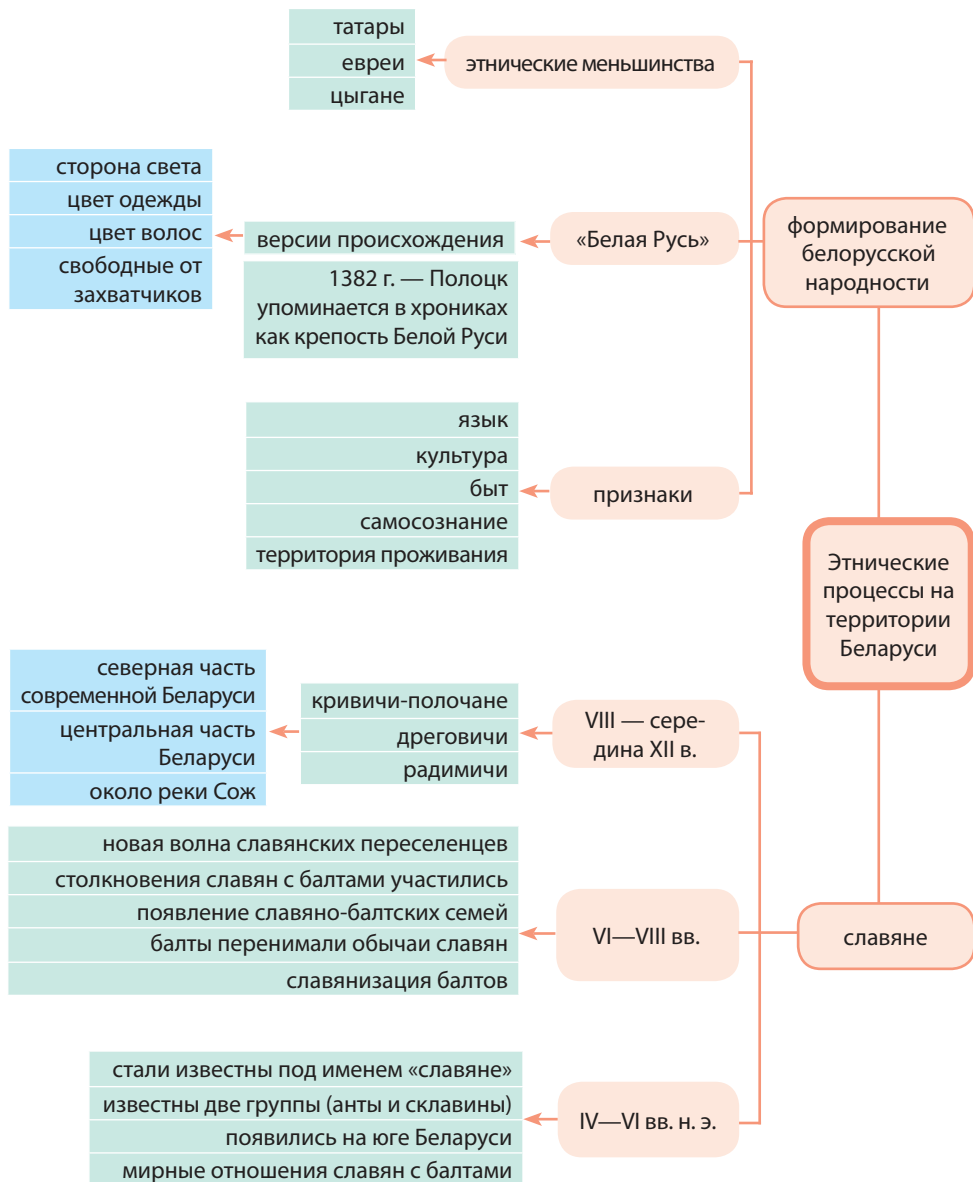 татары
евреи
цыгане
этнические меньшинства
сторона света
цвет одежды
цвет волос
свободные от
захватчиков
версии происхождения
1382 г. — Полоцк
упоминается в хрониках
как крепость Белой Руси
«Белая Русь»
формирование
белорусской
народности
язык
культура
быт
самосознание
территория проживания
признаки
Этнические
процессы на
территории
Беларуси
северная часть
современной Беларуси
центральная часть
Беларуси
около реки Сож
кривичи-полочане
дреговичи
радимичи
VIII — сере-
дина XII в.
новая волна славянских переселенцев
столкновения славян с балтами участились
появление славяно-балтских семей
балты перенимали обычаи славян
славянизация балтов
VI—VIII вв.
славяне
стали известны под именем «славяне»
известны две группы (анты и склавины)
появились на юге Беларуси
мирные отношения славян с балтами
IV—VI вв. н. э.